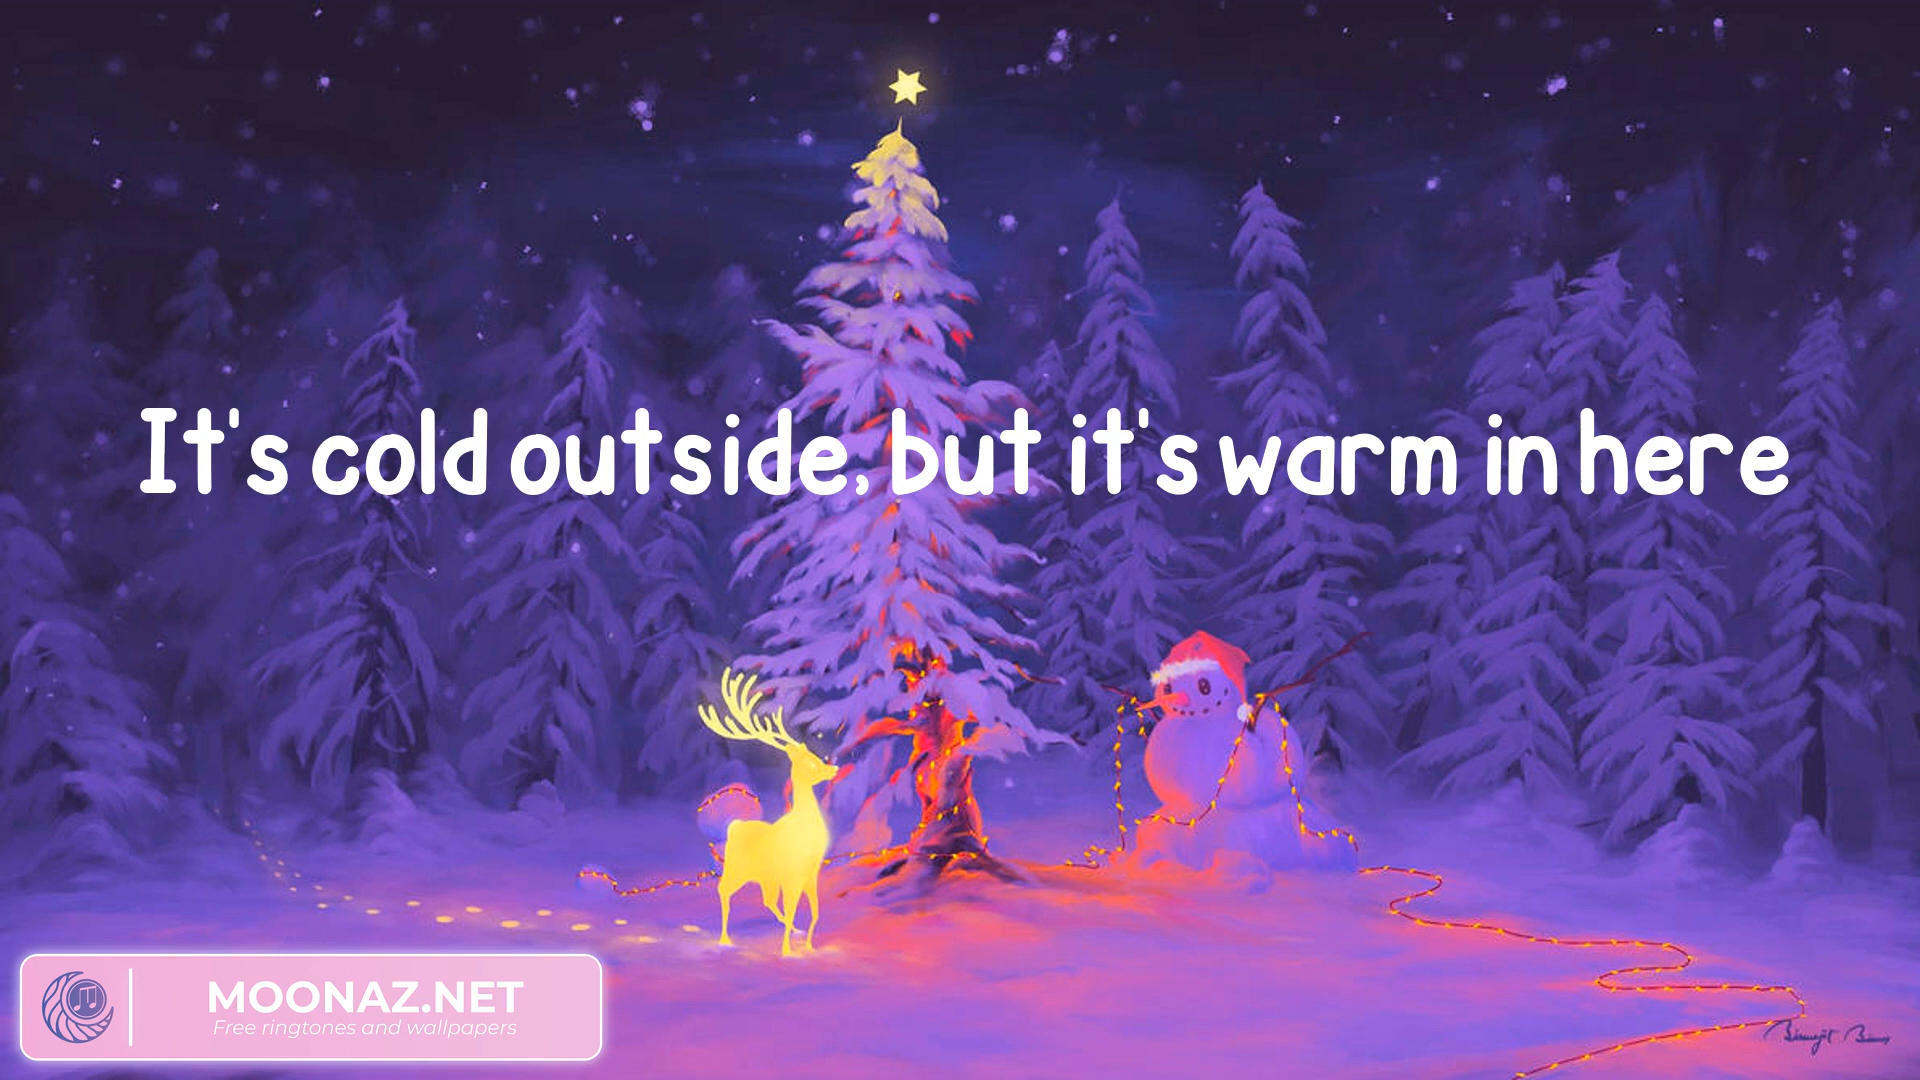 It's cold outside, but it's warm in here
MOONAZ.NET
Free ringtones and wallpapers